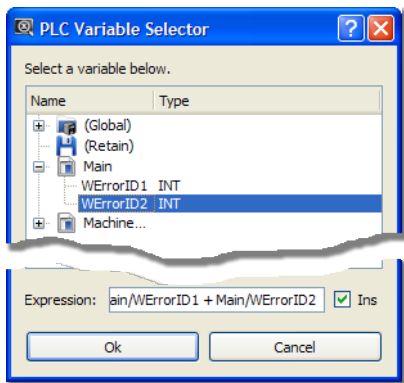 PLC Variable Selector
Select a variable below.
Name Type
(Global)
(Retain)
Main
WErrorID1 INT
WErrorID2 INT
Machine...
Expression: ain/WErrorID1 + Main/WErrorID2 Ins
Ok Cancel